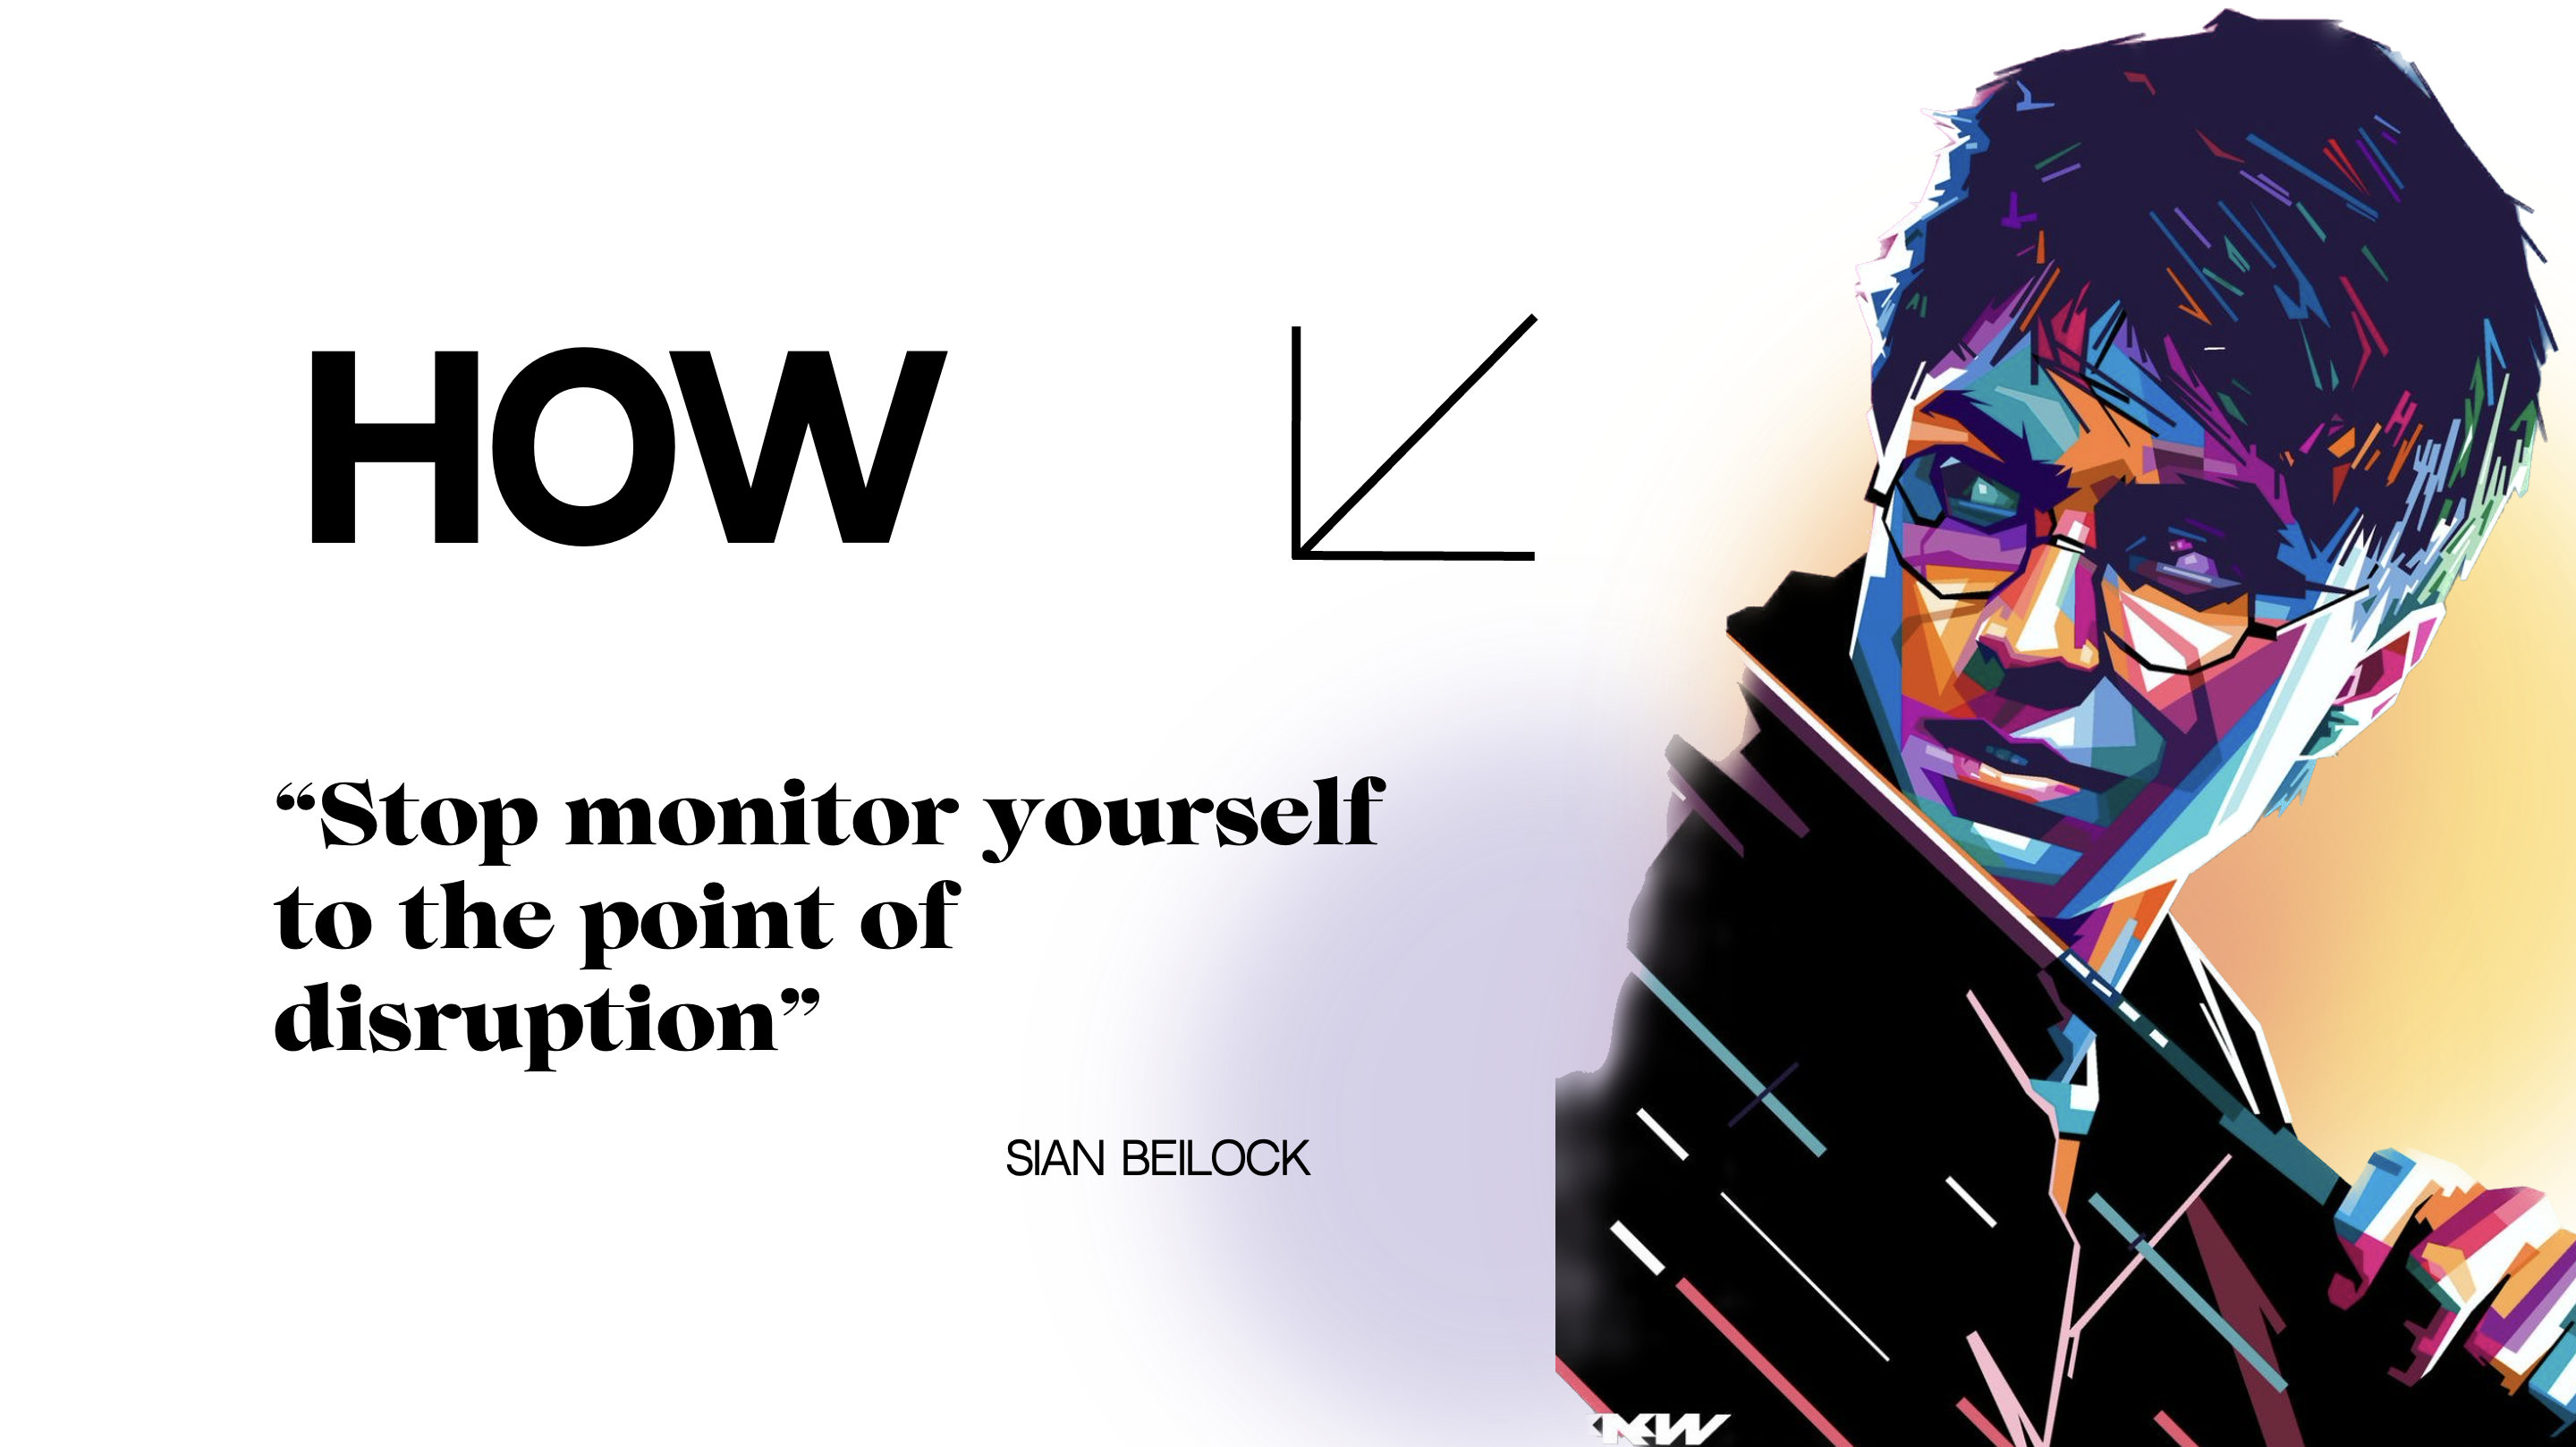 HOW
“Stop monitor yourself
to the point of
disruption”
SIAN BEILOCK